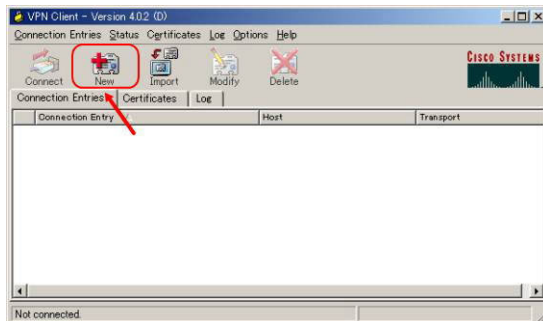 VPN Client - Version 4.0.2 (D)
Connection Entries Status Certificates Log Options Help
Connect New Import Modify Delete
CISCO SYSTEMS
Connection Entries Certificates Log
Connection Entry Host Transport
Not connected.